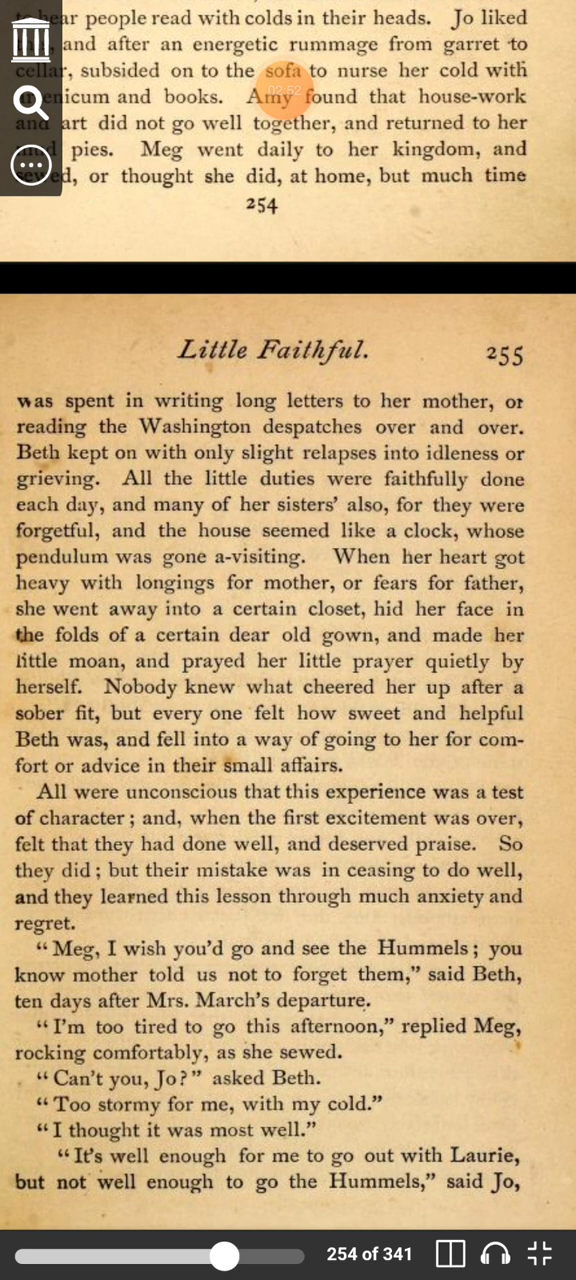 hear people read with colds in their heads. Jo liked
and after an energetic rummage from garret to
cellar, subsided on to the sofa to nurse her cold with
and books. Amy found that house-work
and art did not go well together, and returned to her
pies. Meg went daily to her kingdom, and
sewed, or thought she did, at home, but much time
02:52
254
Little Faithful. 255
was spent in writing long letters to her mother, or
reading the Washington despatches over and over.
Beth kept on with only slight relapses into idleness or
grieving. All the little duties were faithfully done
each day, and many of her sisters' also, for they were
forgetful, and the house seemed like a clock, whose
pendulum was gone a-visiting. When her heart got
heavy with longings for mother, or fears for father,
she went away into a certain closet, hid her face in
the folds of a certain dear old gown, and made her
little moan, and prayed her little prayer quietly by
herself. Nobody knew what cheered her up after a
sober fit, but every one felt how sweet and helpful
Beth was, and fell into a way of going to her for com-
fort or advice in their small affairs.
All were unconscious that this experience was a test
of character; and, when the first excitement was over,
felt that they had done well, and deserved praise. So
they did; but their mistake was in ceasing to do well,
and they learned this lesson through much anxiety and
regret.
"Meg, I wish you'd go and see the Hummels; you
know mother told us not to forget them," said Beth,
ten days after Mrs. March's departure.
"I'm too tired to go this afternoon," replied Meg,
rocking comfortably, as she sewed.
"Can't you, Jo?" asked Beth.
"Too stormy for me, with my cold."
"I thought it was most well."
"It's well enough for me to go out with Laurie,
but not well enough to go the Hummels," said Jo,
254 of 341